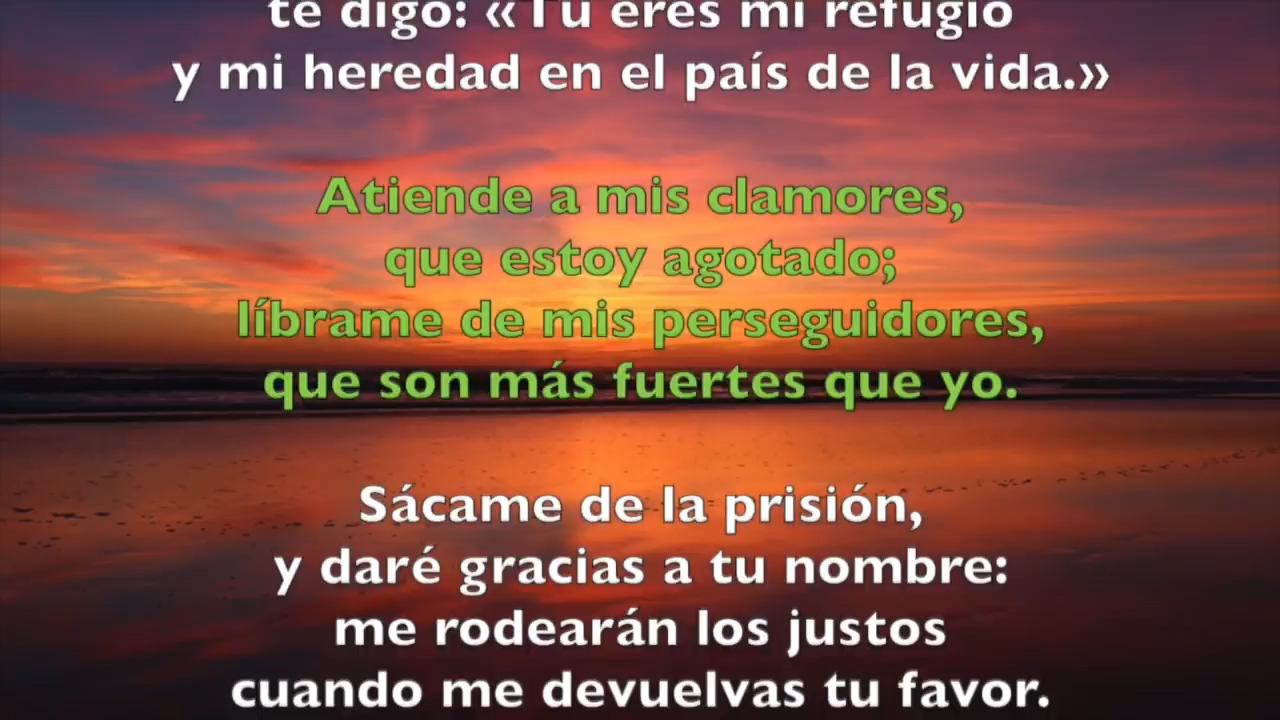 te digo: «Tú eres mi refugio
y mi heredad en el país de la vida.»
Atiende a mis clamores,
que estoy agotado;
líbrame de mis perseguidores,
que son más fuertes que yo.
Sácame de la prisión,
y daré gracias a tu nombre:
me rodearán los justos
cuando me devuelvas tu favor.